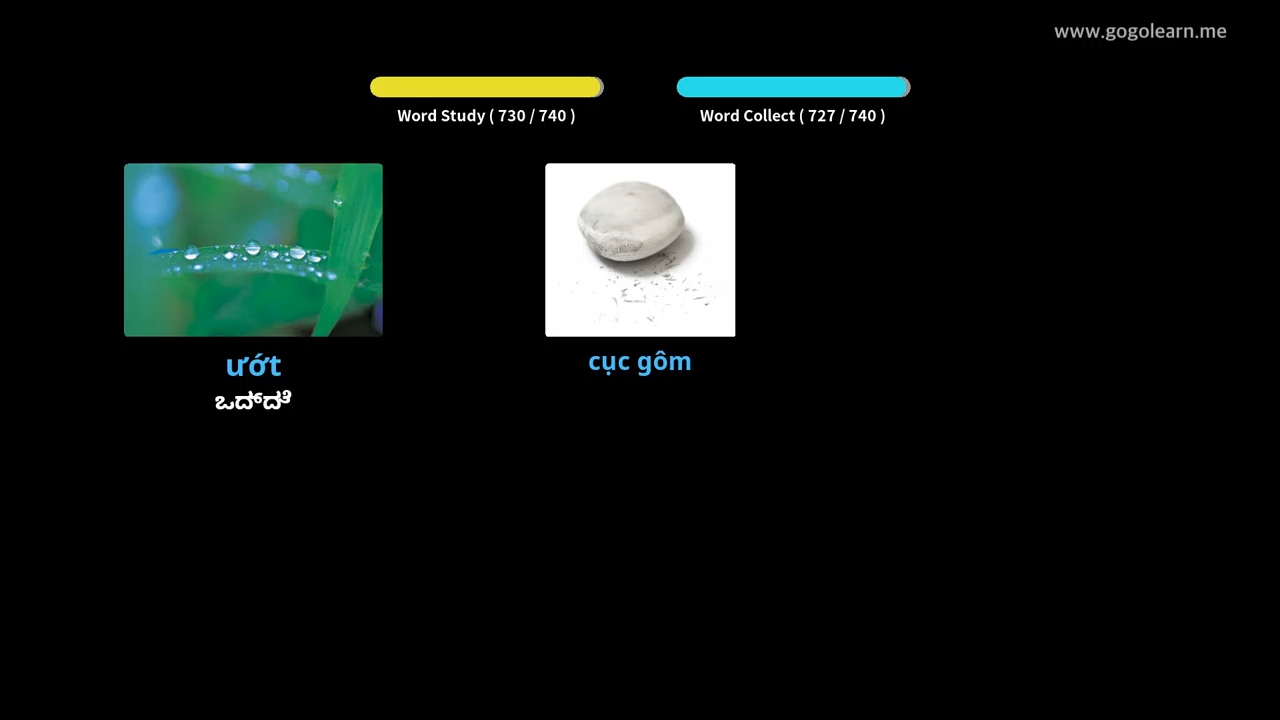 www.gogolearn.me
Word Study ( 730 / 740 )
Word Collect ( 727 / 740 )
ướt
ಒದ್ದೆ
cục gôm